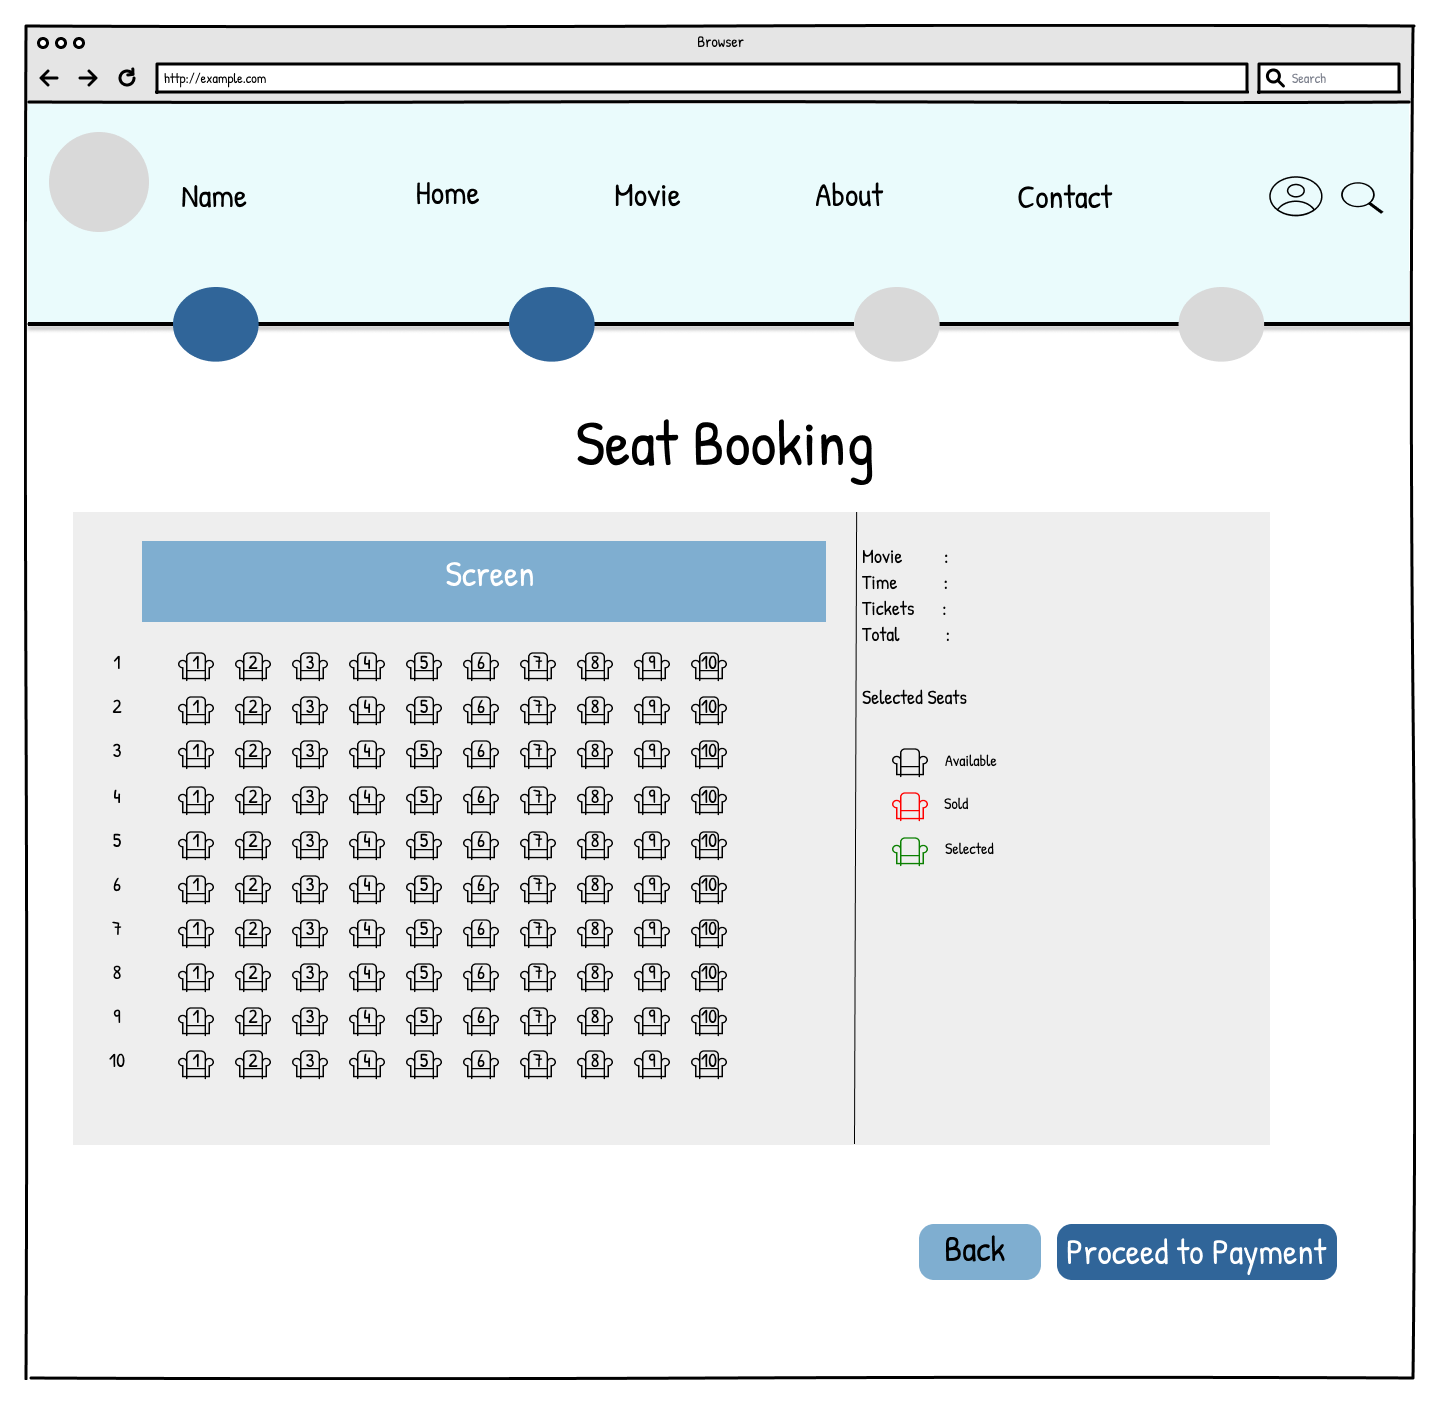 Browser
http://example.com
Search
Name Home Movie About Contact
Seat Booking
Screen
1 1 2 3 4 5 6 7 8 9 10
2 1 2 3 4 5 6 7 8 9 10
3 1 2 3 4 5 6 7 8 9 10
4 1 2 3 4 5 6 7 8 9 10
5 1 2 3 4 5 6 7 8 9 10
6 1 2 3 4 5 6 7 8 9 10
7 1 2 3 4 5 6 7 8 9 10
8 1 2 3 4 5 6 7 8 9 10
9 1 2 3 4 5 6 7 8 9 10
10 1 2 3 4 5 6 7 8 9 10
Movie :
Time :
Tickets :
Total :
Selected Seats
Available
Sold
Selected
Back
Proceed to Payment